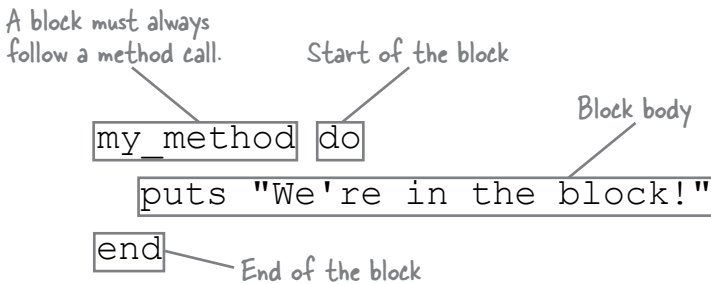 A block must always
follow a method call.
Start of the block
Block body
my_method do
puts "We're in the block!"
end
End of the block